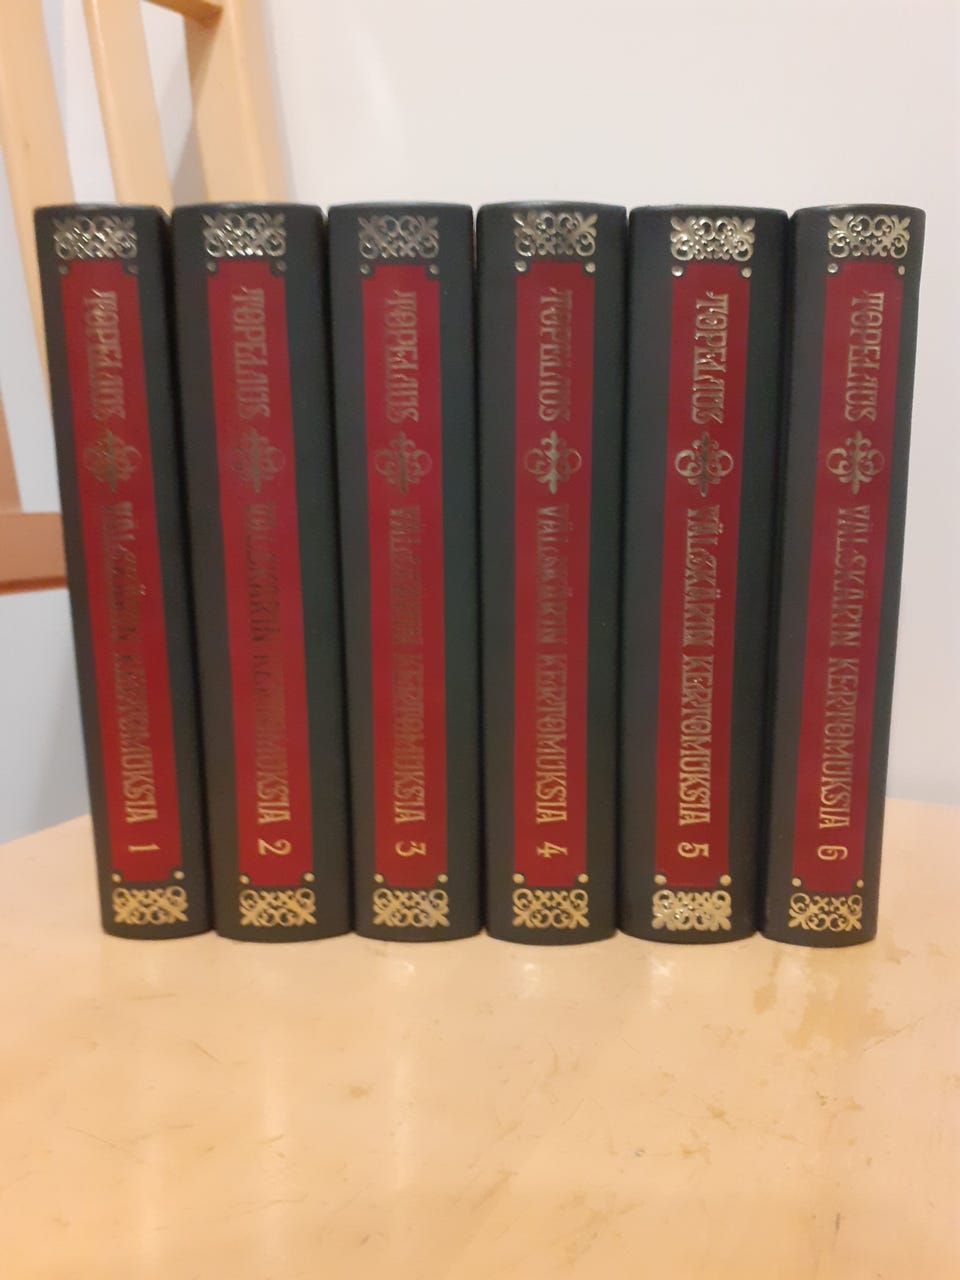 TOPELIUS VÄLSKÄRIN KERTOMUKSIA 1
TOPELIUS VÄLSKÄRIN KERTOMUKSIA 2
TOPELIUS VÄLSKÄRIN KERTOMUKSIA 3
TOPELIUS VÄLSKÄRIN KERTOMUKSIA 4
TOPELIUS VÄLSKÄRIN KERTOMUKSIA 5
TOPELIUS VÄLSKÄRIN KERTOMUKSIA 6